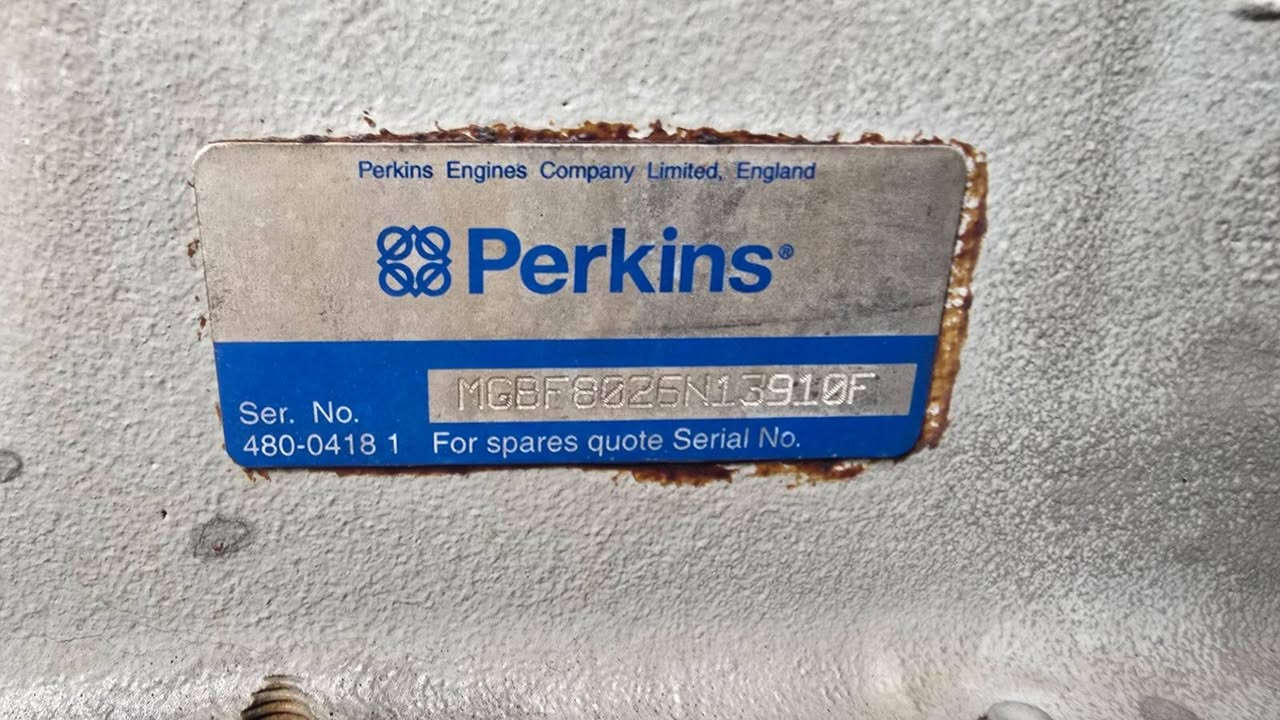 Perkins Engines Company Limited, England
Perkins®
MGBF8026N13910F
Ser. No.
480-0418 1 For spares quote Serial No.